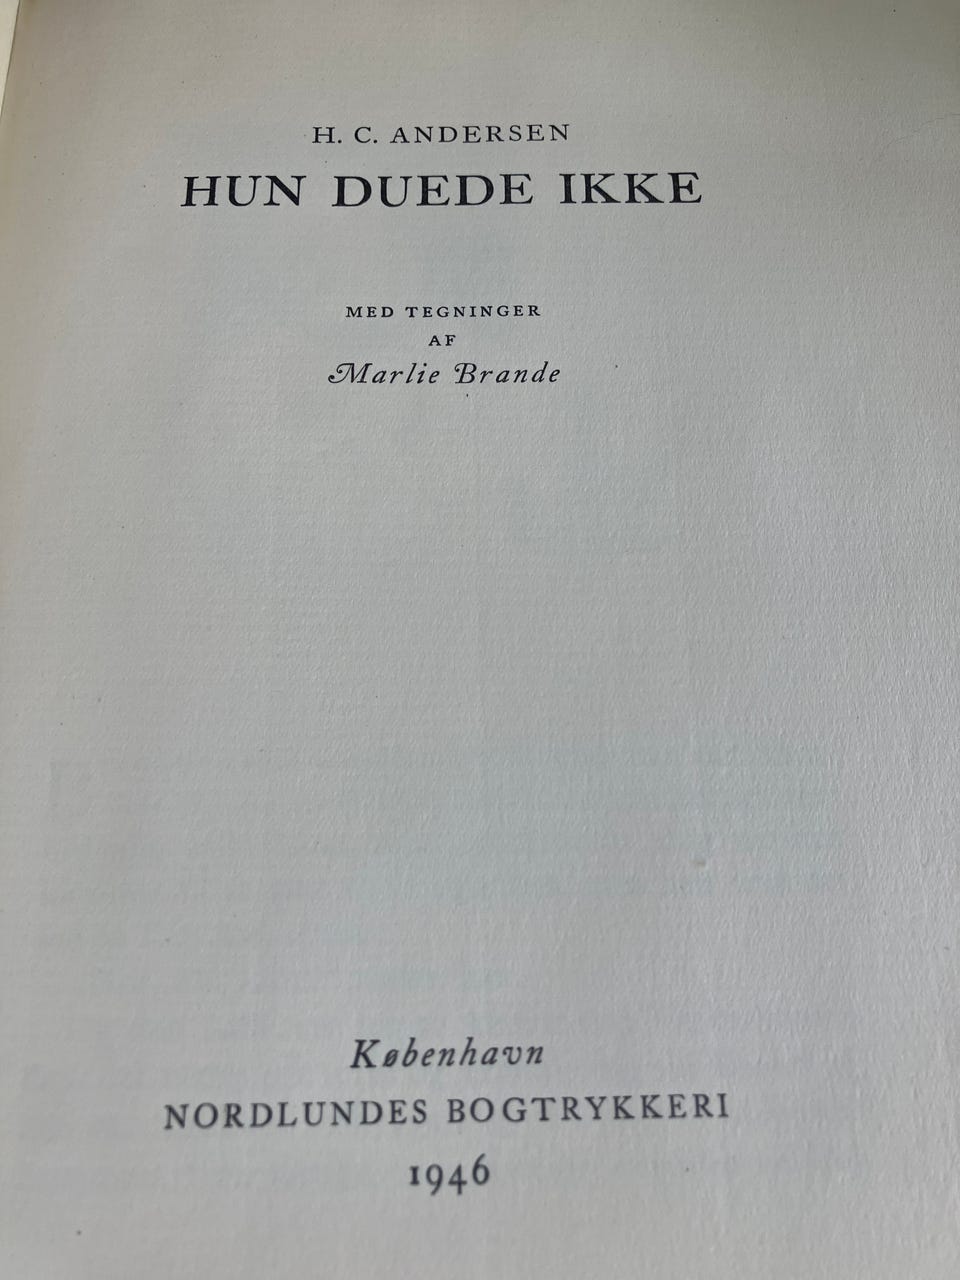 H. C. ANDERSEN
HUN DUEDE IKKE
MED TEGNINGER
AF
Marlie Brande
København
NORDLUNDES BOGTRYKKERI
1946